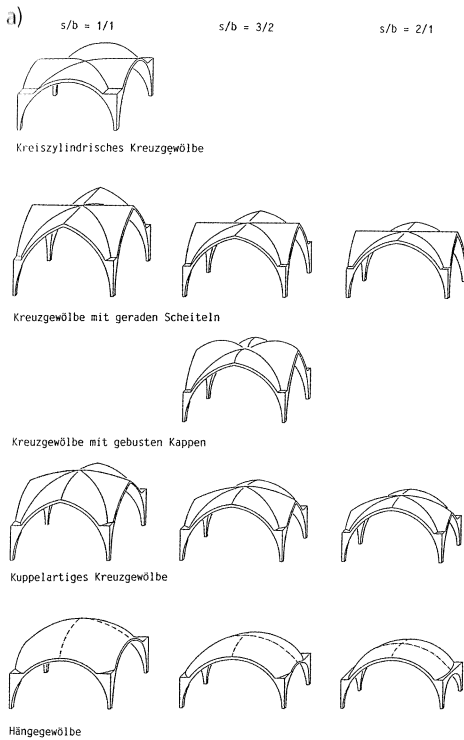 a)
s/b = 1/1
s/b = 3/2
s/b = 2/1
Kreiszylindrisches Kreuzgewölbe
Kreuzgewölbe mit geraden Scheiteln
Kreuzgewölbe mit gebusten Kappen
Kuppelartiges Kreuzgewölbe
Hängegewölbe